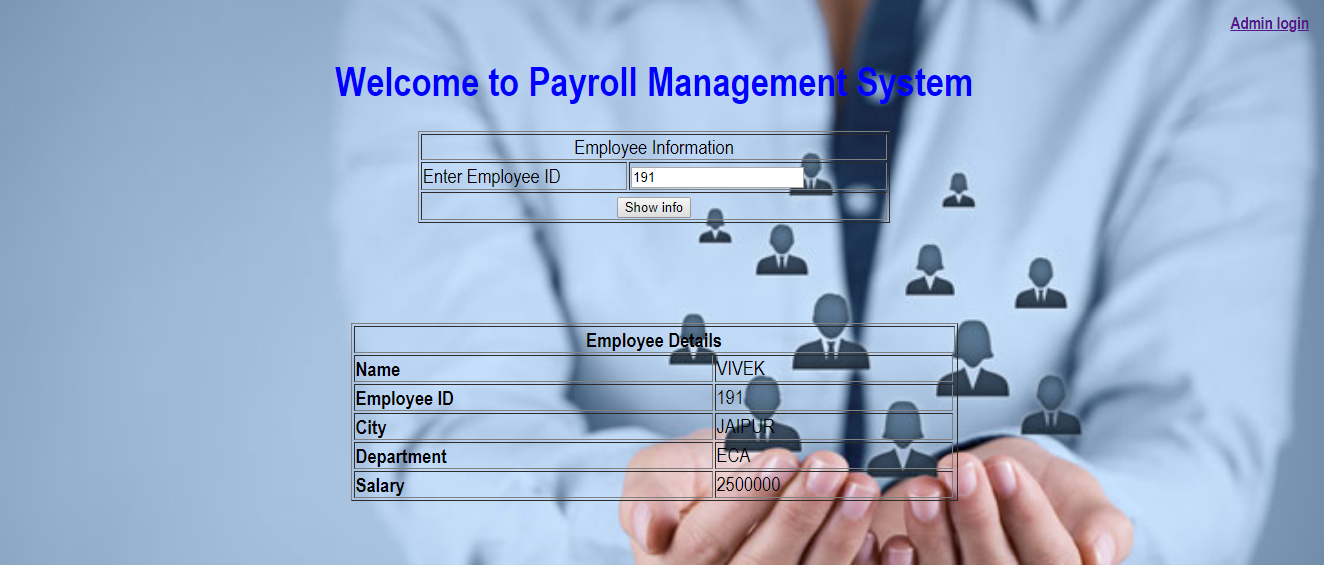 Admin login
Welcome to Payroll Management System
Employee Information
Enter Employee ID 191
Show info
Employee Details
Name VIVEK
Employee ID 191
City JAIPUR
Department ECA
Salary 2500000